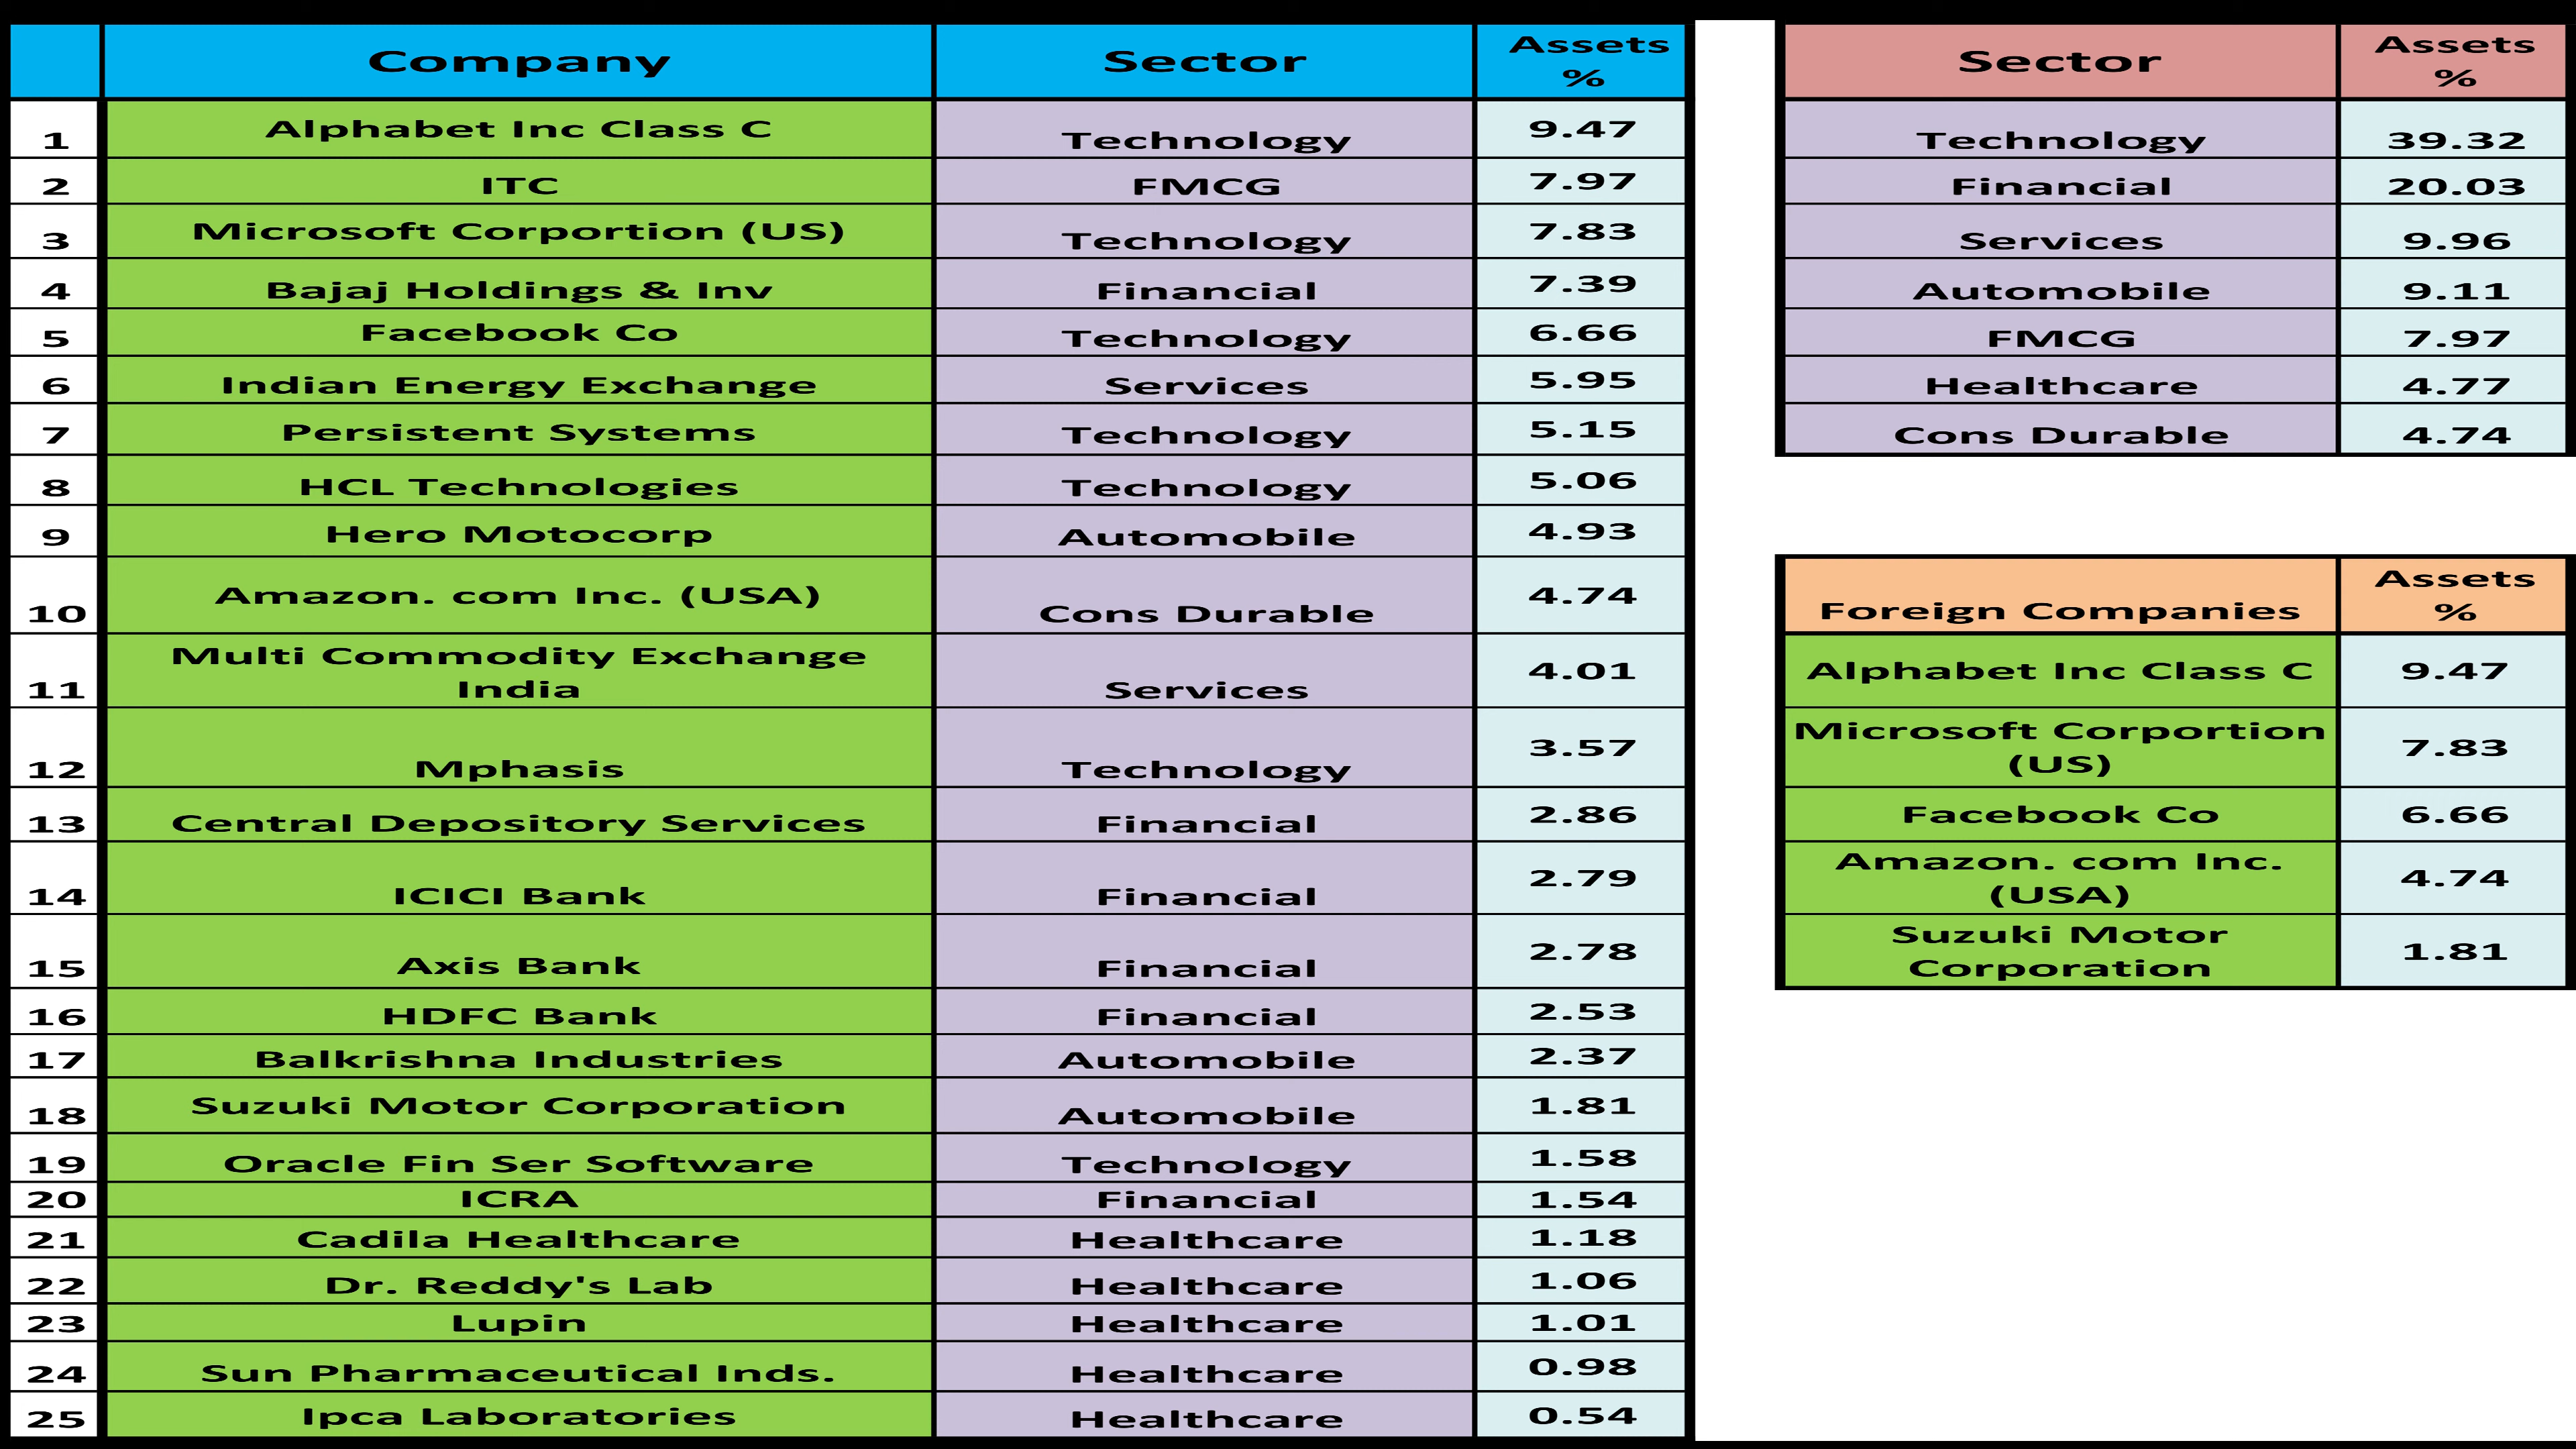 Company Sector Assets %
1 Alphabet Inc Class C Technology 9.47
2 ITC FMCG 7.97
3 Microsoft Corportion (US) Technology 7.83
4 Bajaj Holdings & Inv Financial 7.39
5 Facebook Co Technology 6.66
6 Indian Energy Exchange Services 5.95
7 Persistent Systems Technology 5.15
8 HCL Technologies Technology 5.06
9 Hero Motocorp Automobile 4.93
10 Amazon. com Inc. (USA) Cons Durable 4.74
11 Multi Commodity Exchange India Services 4.01
12 Mphasis Technology 3.57
13 Central Depository Services Financial 2.86
14 ICICI Bank Financial 2.79
15 Axis Bank Financial 2.78
16 HDFC Bank Financial 2.53
17 Balkrishna Industries Automobile 2.37
18 Suzuki Motor Corporation Automobile 1.81
19 Oracle Fin Ser Software Technology 1.58
20 ICRA Financial 1.54
21 Cadila Healthcare Healthcare 1.18
22 Dr. Reddy's Lab Healthcare 1.06
23 Lupin Healthcare 1.01
24 Sun Pharmaceutical Inds. Healthcare 0.98
25 Ipca Laboratories Healthcare 0.54
Sector Assets %
Technology 39.32
Financial 20.03
Services 9.96
Automobile 9.11
FMCG 7.97
Healthcare 4.77
Cons Durable 4.74
Foreign Companies Assets %
Alphabet Inc Class C 9.47
Microsoft Corportion (US) 7.83
Facebook Co 6.66
Amazon. com Inc. (USA) 4.74
Suzuki Motor Corporation 1.81